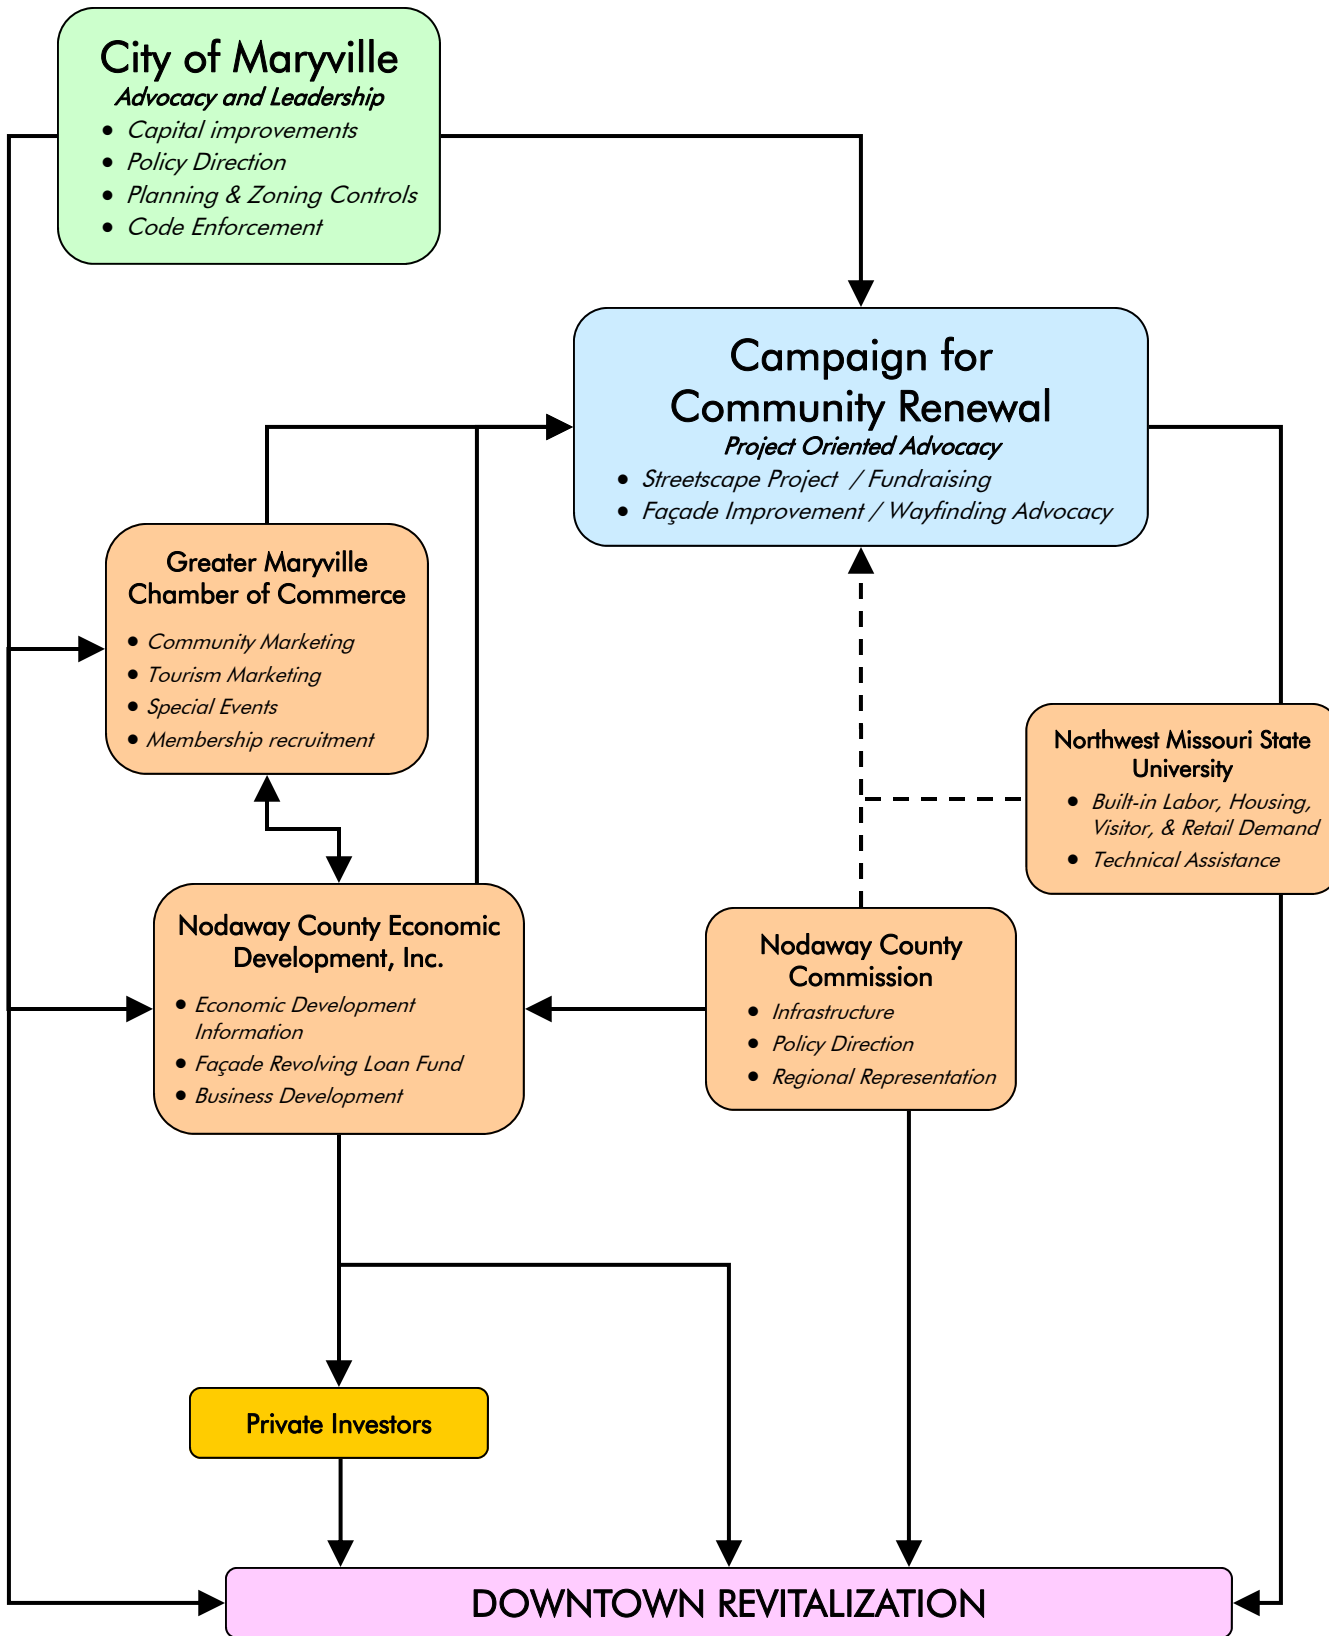 City of Maryville
Advocacy and Leadership
• Capital improvements
• Policy Direction
• Planning & Zoning Controls
• Code Enforcement
Campaign for
Community Renewal
Project Oriented Advocacy
• Streetscape Project / Fundraising
• Façade Improvement / Wayfinding Advocacy
Greater Maryville
Chamber of Commerce
• Community Marketing
• Tourism Marketing
• Special Events
• Membership recruitment
Northwest Missouri State
University
• Built-in Labor, Housing,
Visitor, & Retail Demand
• Technical Assistance
Nodaway County Economic
Development, Inc.
• Economic Development
Information
• Façade Revolving Loan Fund
• Business Development
Nodaway County
Commission
• Infrastructure
• Policy Direction
• Regional Representation
Private Investors
DOWNTOWN REVITALIZATION